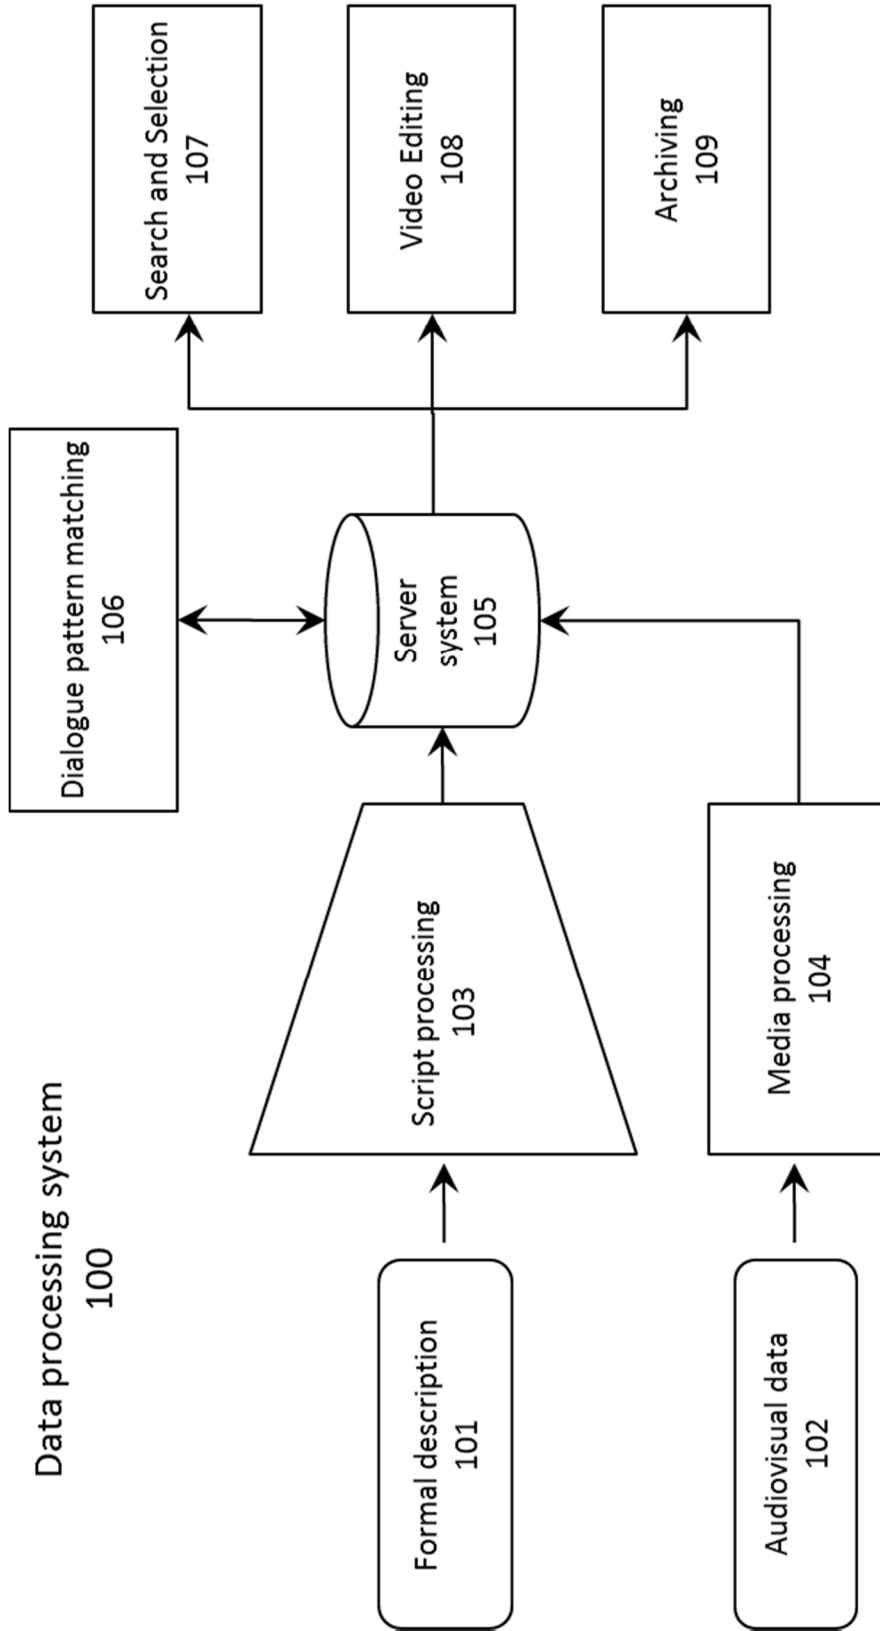 Data processing system
100
Dialogue pattern matching
106
Search and Selection
107
Formal description
101
Script processing
103
Server
system
105
Video Editing
108
Audiovisual data
102
Media processing
104
Archiving
109